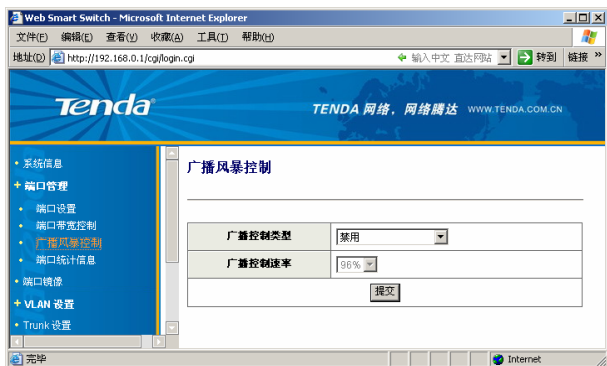 Web Smart Switch - Microsoft Internet Explorer
文件(F) 编辑(E) 查看(V) 收藏(A) 工具(T) 帮助(H)
地址(D) http://192.168.0.1/cgi/login.cgi 输入中文 直达网站 转到 链接 »
Tenda
TENDA 网络，网络腾达 WWW.TENDA.COM.CN
系统信息
+ 端口管理
端口设置
端口带宽控制
广播风暴控制
端口统计信息
端口镜像
+ VLAN 设置
Trunk 设置
广播风暴控制
广播控制类型 禁用
广播控制速率 96%
提交
完毕 Internet